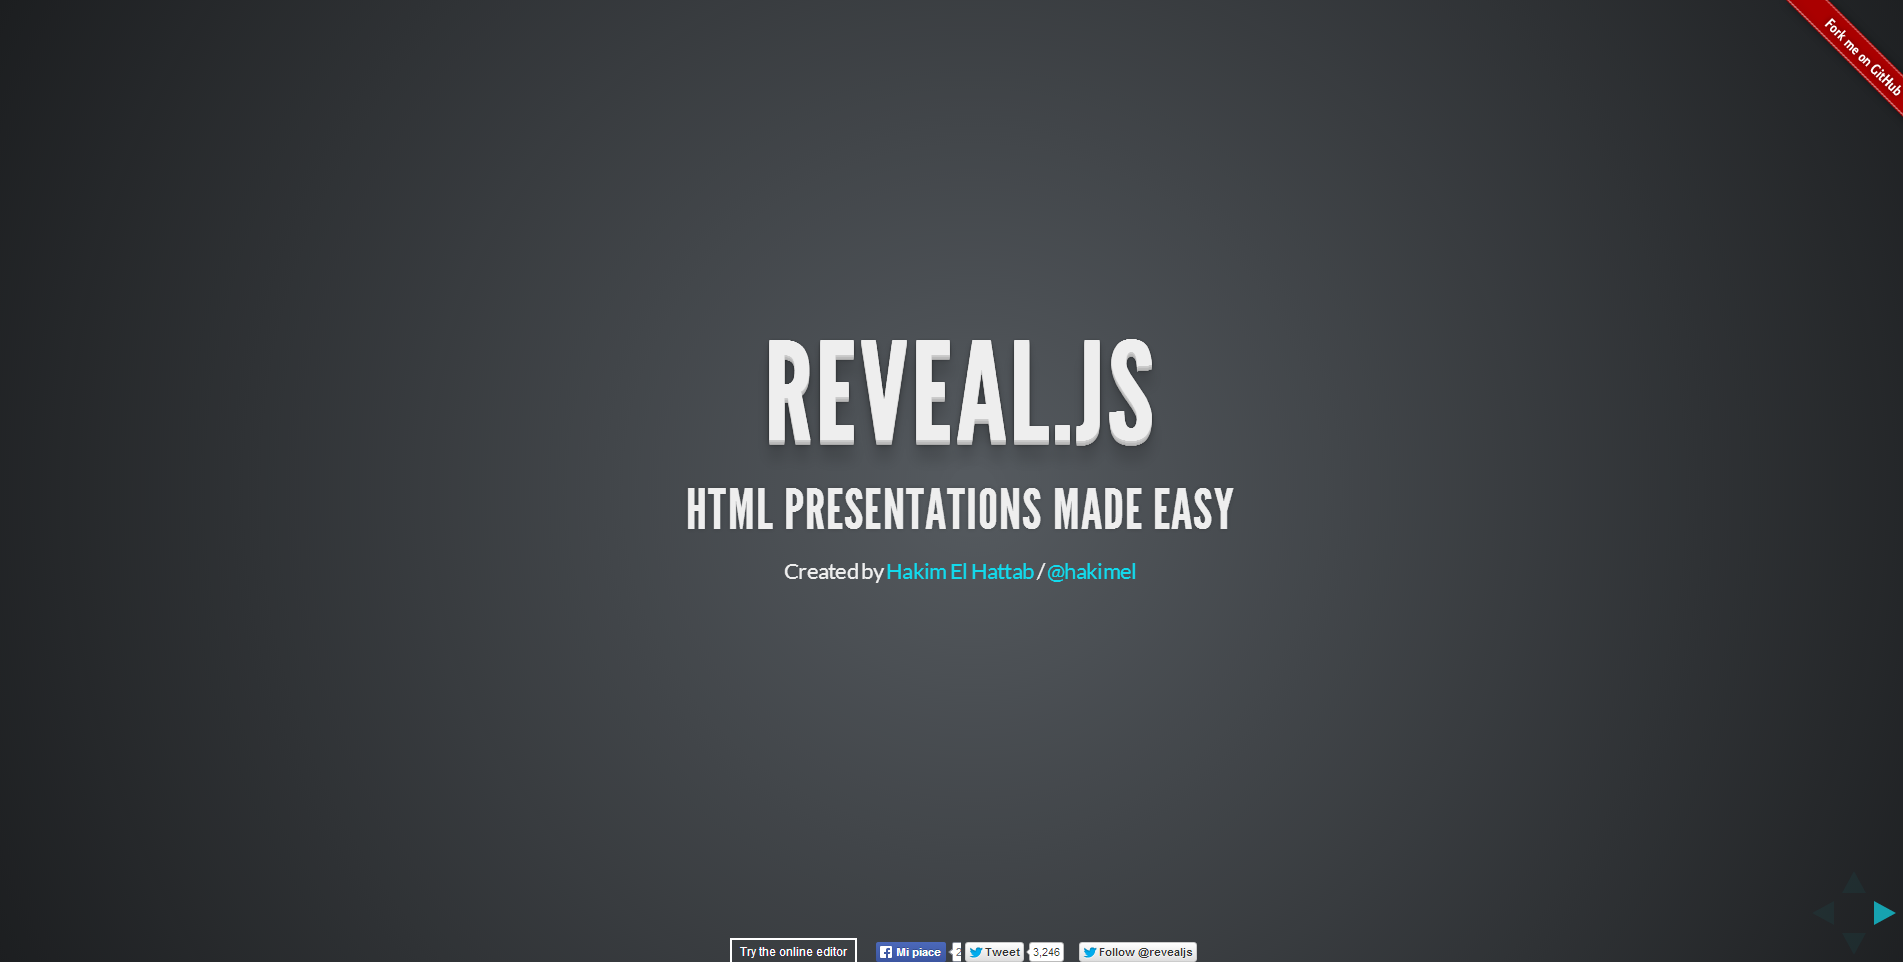 Fork me on GitHub
REVEAL.JS
HTML PRESENTATIONS MADE EASY
Created by Hakim El Hattab / @hakimel
Try the online editor Mi piace Tweet 3,246 Follow @revealjs